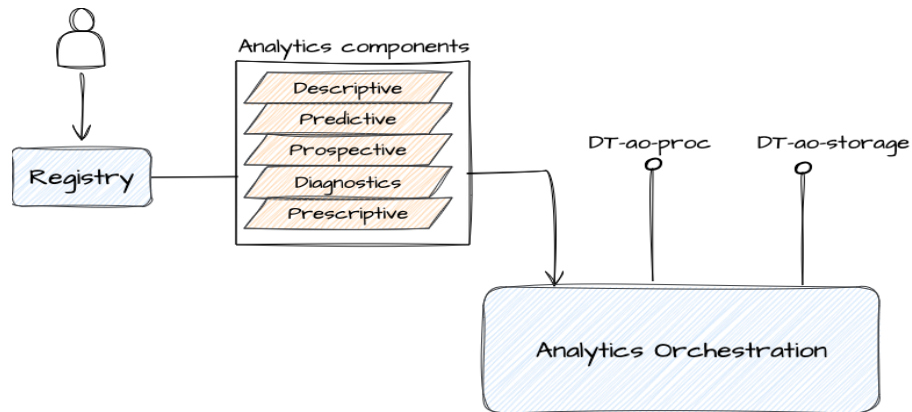 Analytics components
Descriptive
Predictive
Prospective
Diagnostics
Prescriptive
Registry
DT-ao-proc
DT-ao-storage
Analytics Orchestration